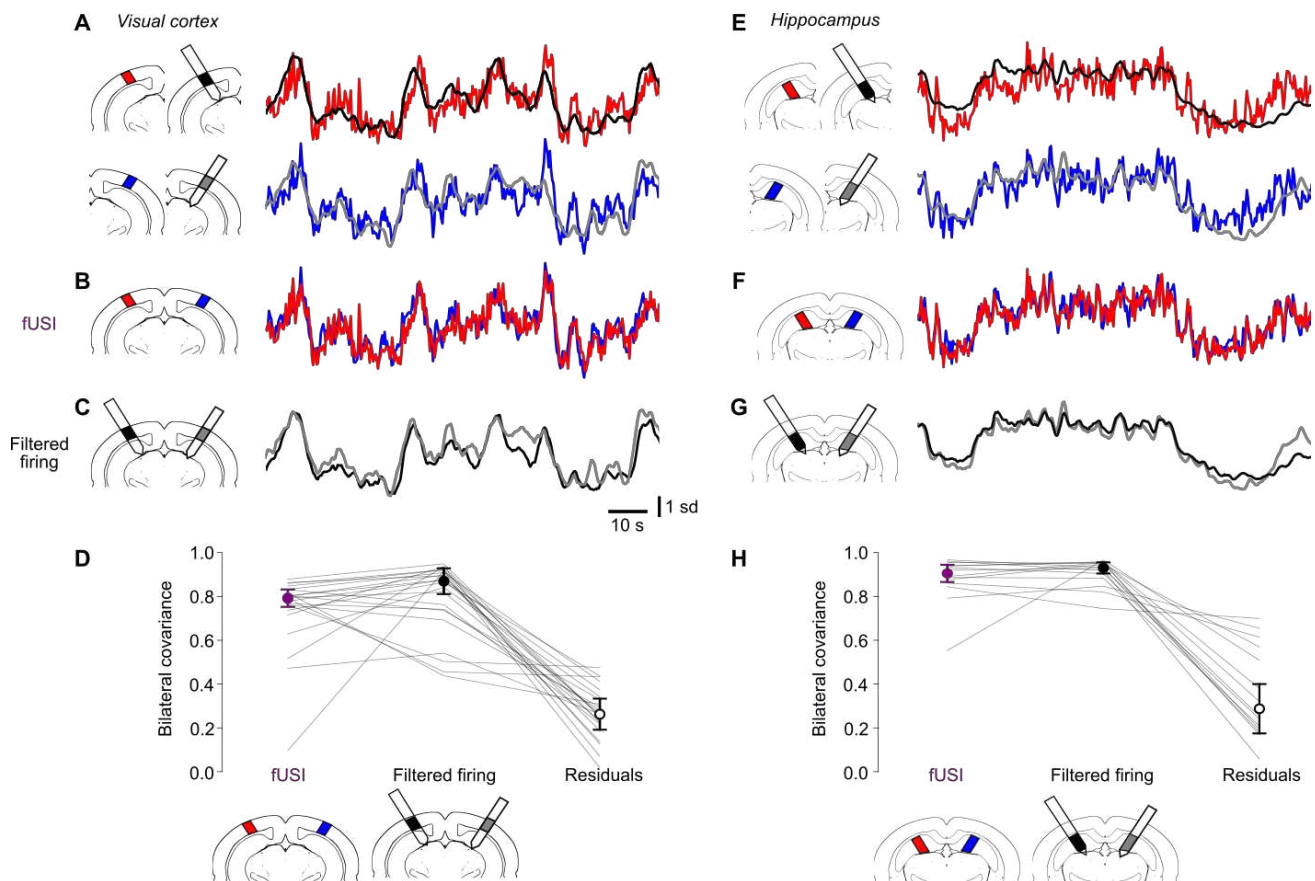 A Visual cortex
E Hippocampus
B
fUSI
F
C
Filtered
firing
G
1 sd
10 s
D
Bilateral covariance
1.0
0.8
0.6
0.4
0.2
0.0
fUSI Filtered firing Residuals
H
Bilateral covariance
1.0
0.8
0.6
0.4
0.2
0.0
fUSI Filtered firing Residuals